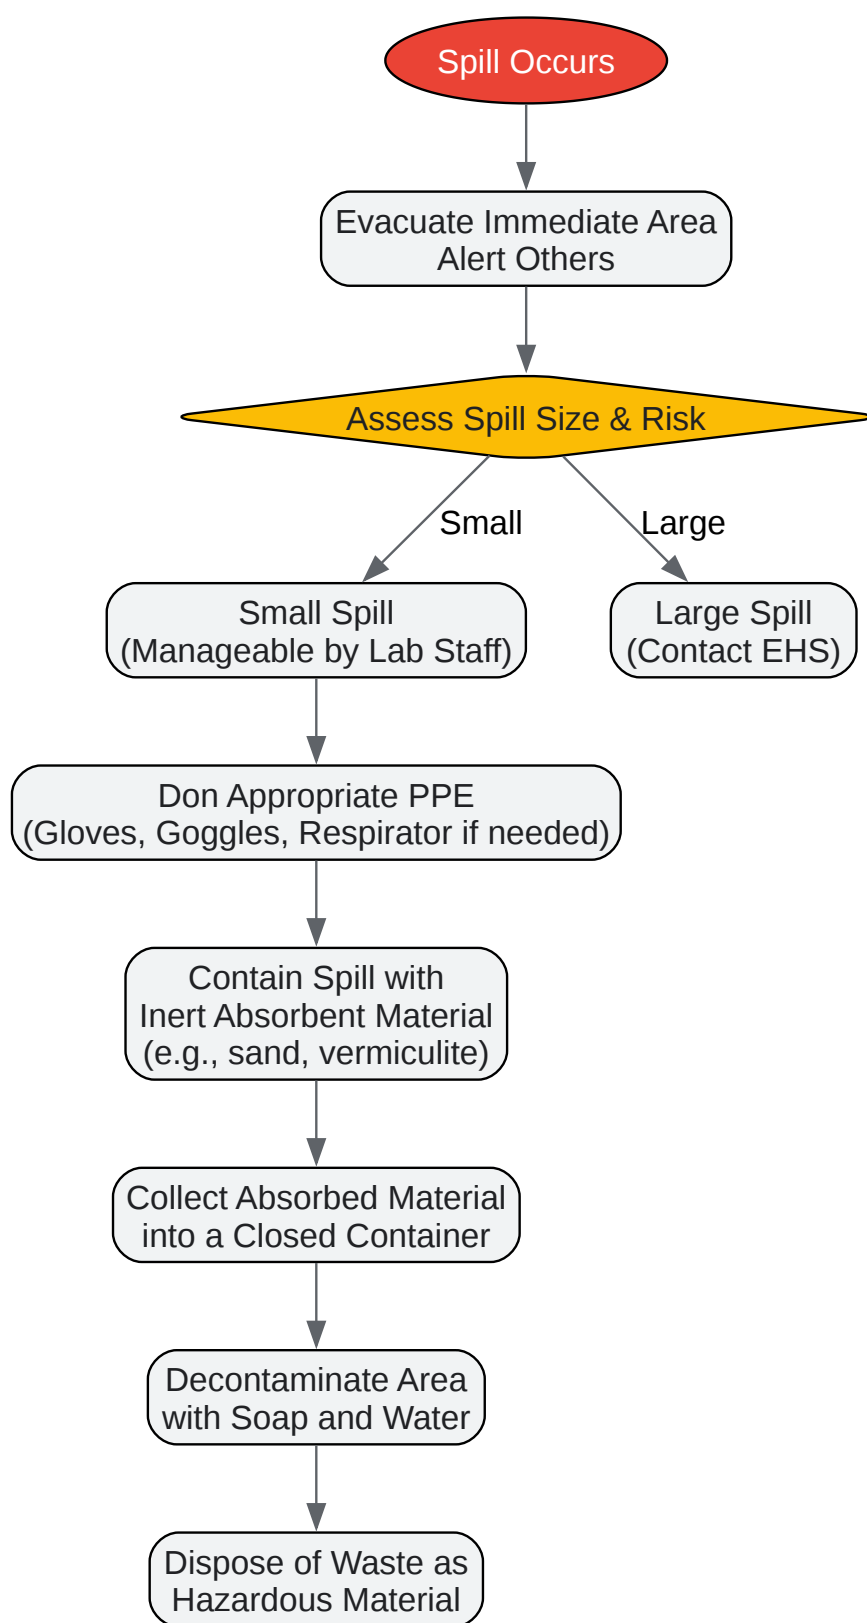 Spill Occurs
Evacuate Immediate Area
Alert Others
Assess Spill Size & Risk
Small
Large
Small Spill
(Manageable by Lab Staff)
Large Spill
(Contact EHS)
Don Appropriate PPE
(Gloves, Goggles, Respirator if needed)
Contain Spill with
Inert Absorbent Material
(e.g., sand, vermiculite)
Collect Absorbed Material
into a Closed Container
Decontaminate Area
with Soap and Water
Dispose of Waste as
Hazardous Material